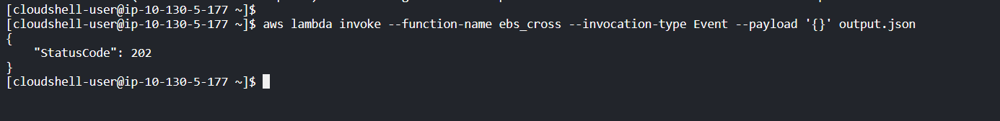 [cloudshell-user@ip-10-130-5-177 ~]$
[cloudshell-user@ip-10-130-5-177 ~]$ aws lambda invoke --function-name ebs_cross --invocation-type Event --payload '{}' output.json
{
    "StatusCode": 202
}
[cloudshell-user@ip-10-130-5-177 ~]$